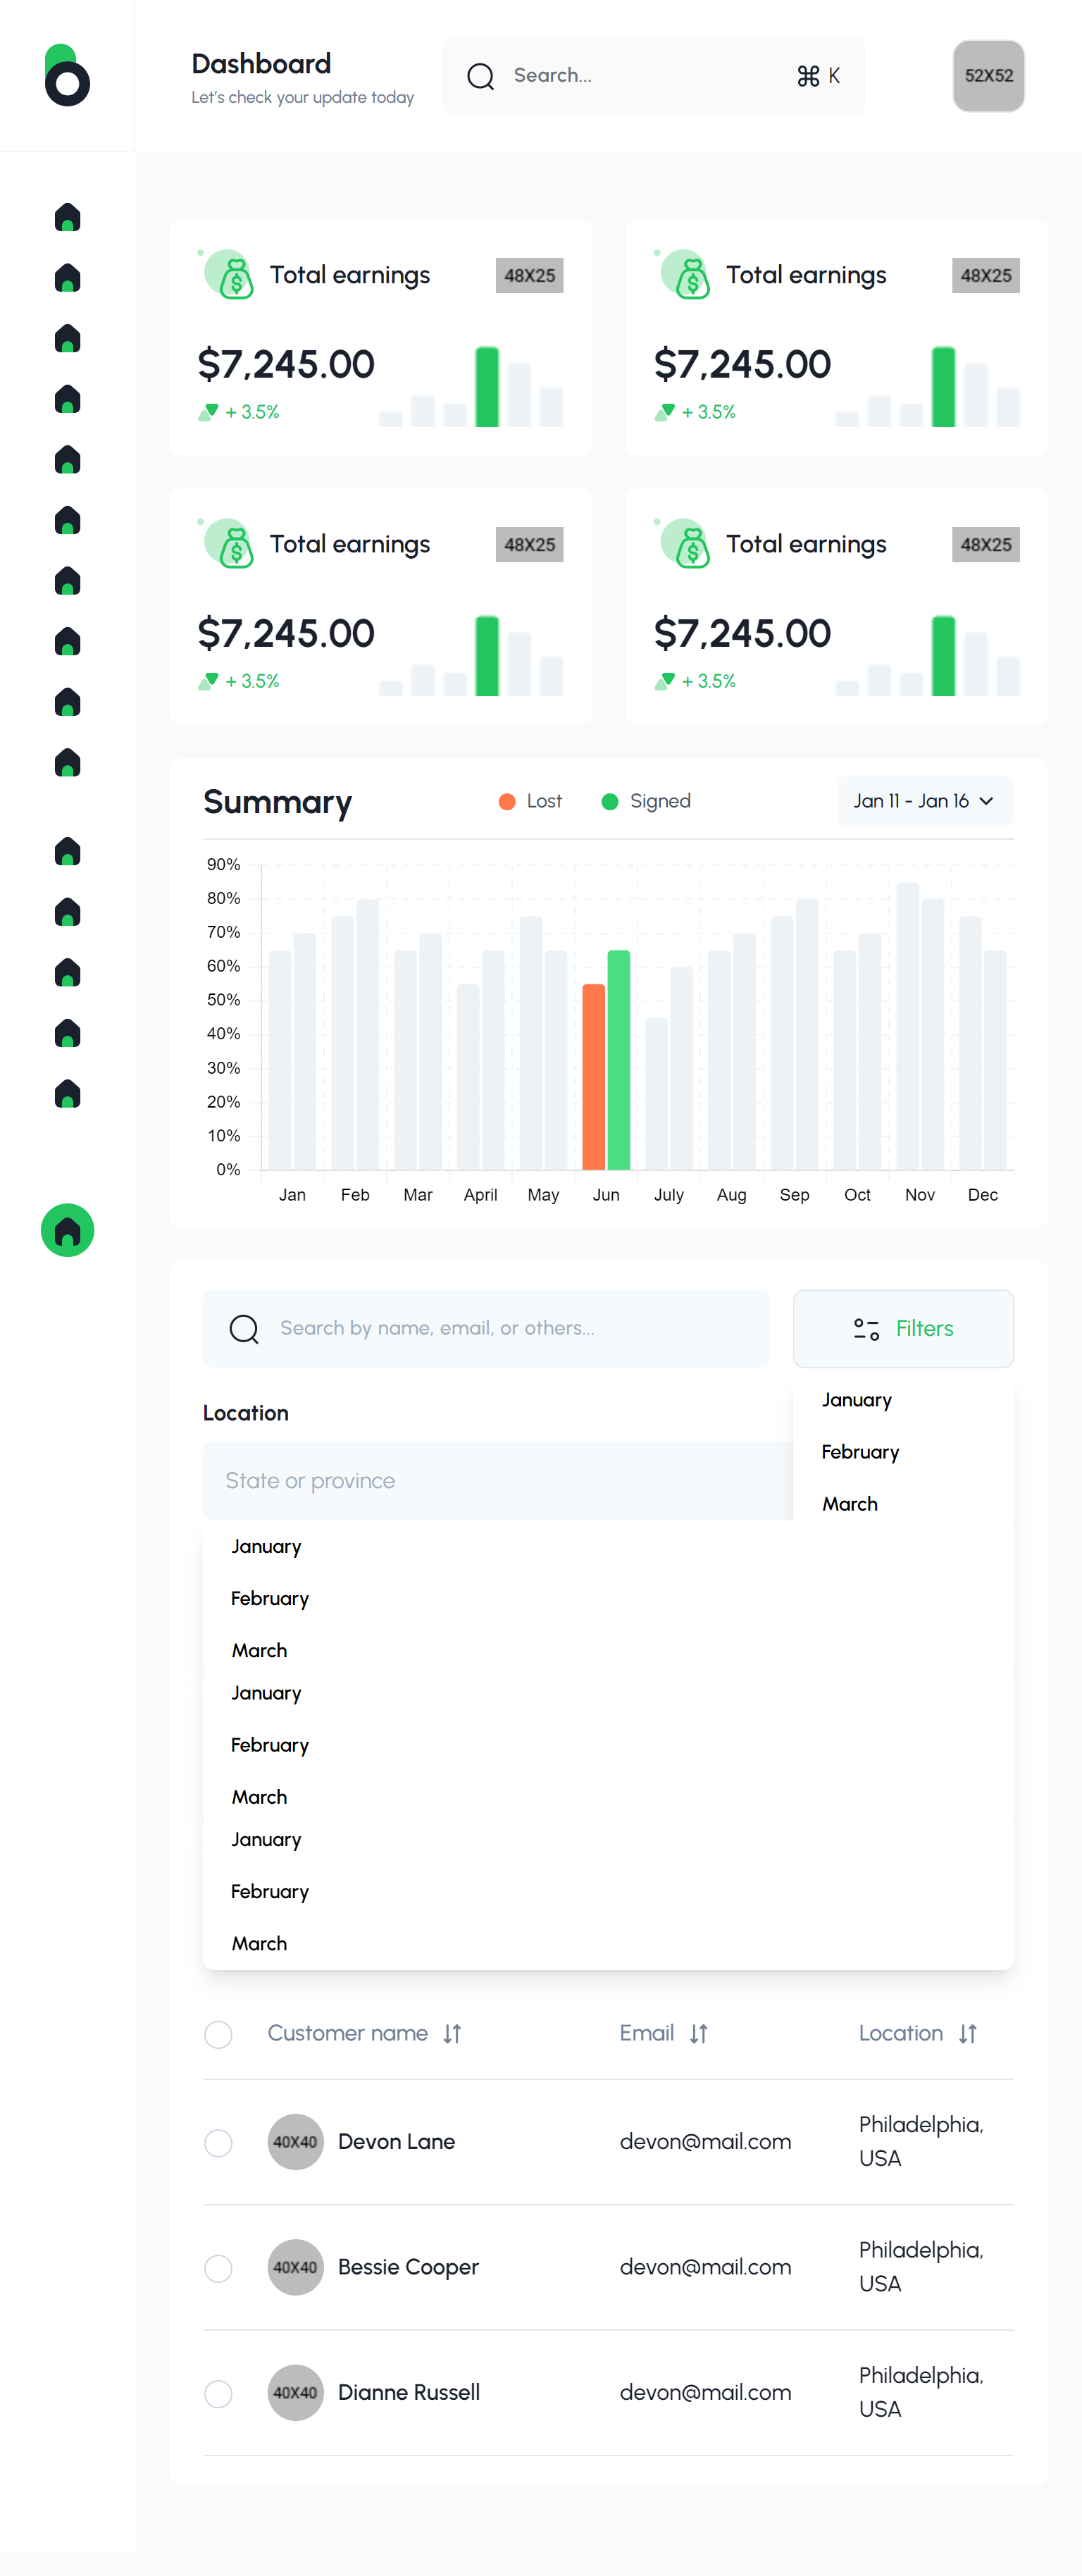 Dashboard
Let's check your update today
Search...
⌘ K
52X52
Total earnings
48X25
$7,245.00
+ 3.5%
Total earnings
48X25
$7,245.00
+ 3.5%
Total earnings
48X25
$7,245.00
+ 3.5%
Total earnings
48X25
$7,245.00
+ 3.5%
Summary
Lost
Signed
Jan 11 - Jan 16
90%
80%
70%
60%
50%
40%
30%
20%
10%
0%
Jan Feb Mar April May Jun July Aug Sep Oct Nov Dec
Search by name, email, or others...
Filters
January
February
March
Location
State or province
January
February
March
January
February
March
January
February
March
Customer name Email Location
40X40 Devon Lane devon@mail.com Philadelphia,
USA
40X40 Bessie Cooper devon@mail.com Philadelphia,
USA
40X40 Dianne Russell devon@mail.com Philadelphia,
USA